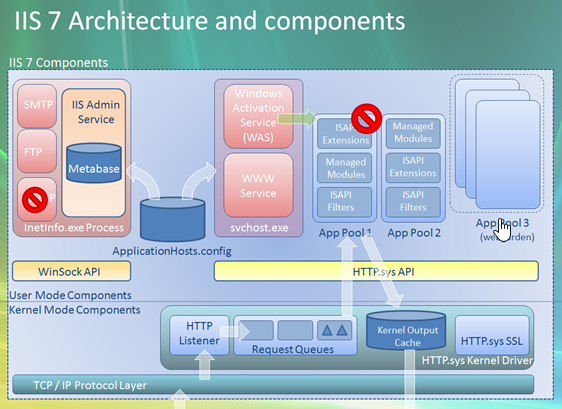 IIS 7 Architecture and components
IIS 7 Components
SMTP
FTP
IIS Admin
Service
Metabase
InetInfo.exe Process
ApplicationHosts.config
Windows
Activation
Service
(WAS)
WWW
Service
svchost.exe
ISAPI
Extensions
Managed
Modules
ISAPI
Filters
App Pool 1
Managed
Modules
ISAPI
Extensions
ISAPI
Filters
App Pool 2
App Pool 3
WinSock API
HTTP.sys API
User Mode Components
Kernel Mode Components
HTTP
Listener
Request Queues
Kernel Output
Cache
HTTP.sys SSL
HTTP.sys Kernel Driver
TCP / IP Protocol Layer